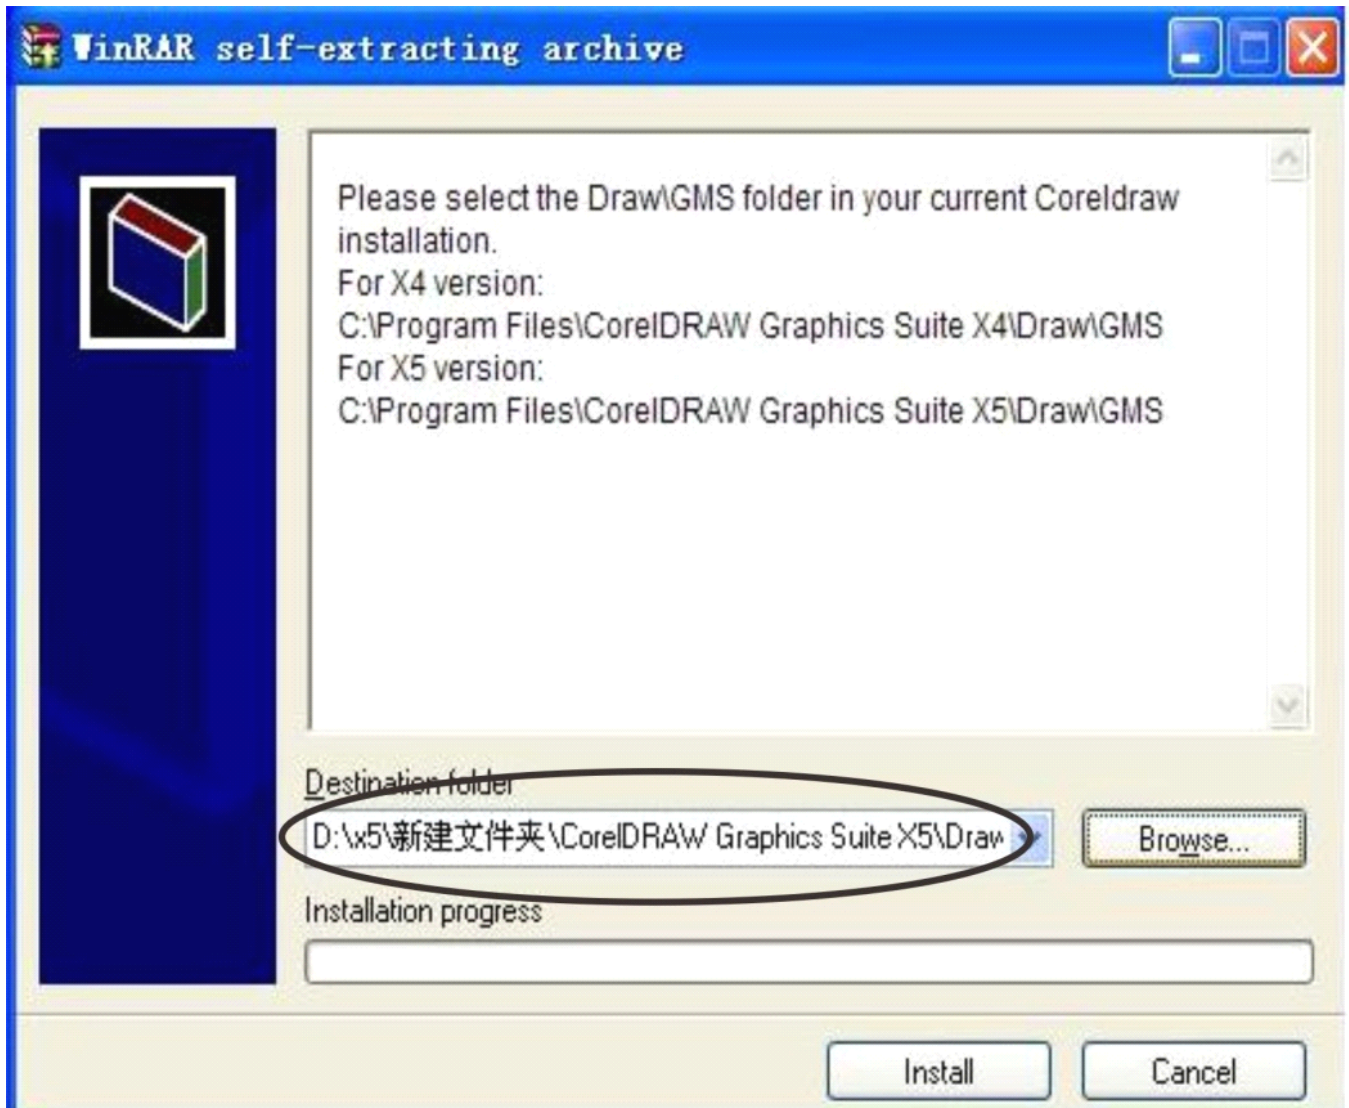 WinRAR self-extracting archive
Please select the Draw\GMS folder in your current Coreldraw
installation.
For X4 version:
C:\Program Files\CorelDRAW Graphics Suite X4\Draw\GMS
For X5 version:
C:\Program Files\CorelDRAW Graphics Suite X5\Draw\GMS
Destination folder
D:\x5\新建文件夹\CorelDRAW Graphics Suite X5\Draw
Browse...
Installation progress
Install
Cancel